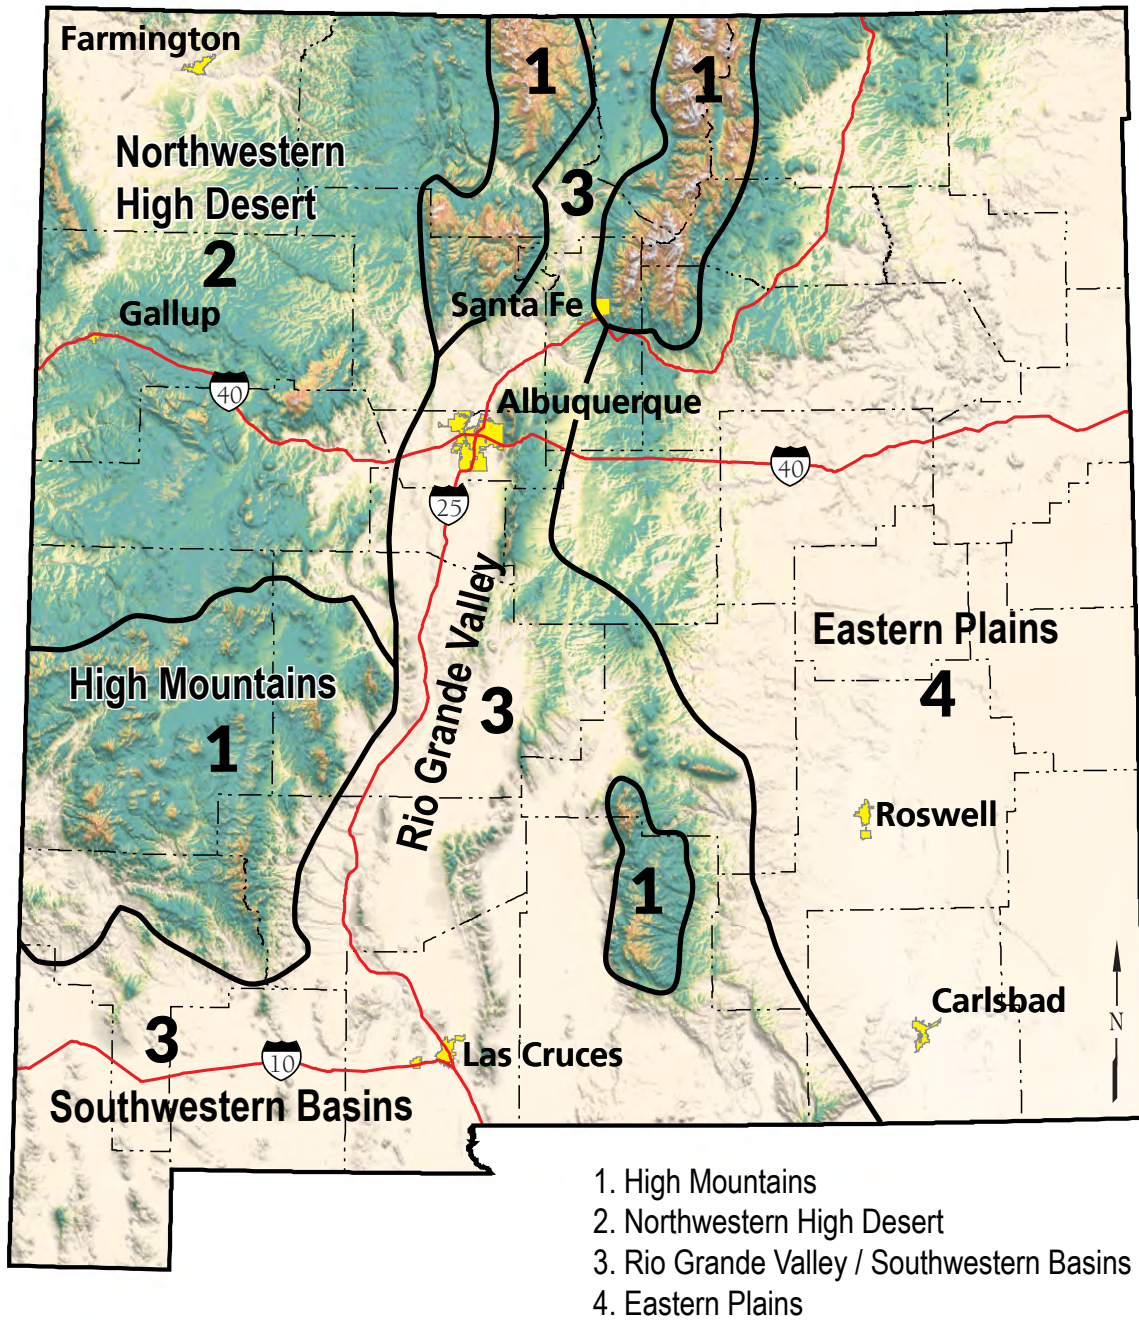 Farmington
1
1
Northwestern
High Desert
3
2
Gallup
Santa Fe
40
Albuquerque
40
25
Rio Grande Valley
Eastern Plains
High Mountains
4
3
1
Roswell
1
Carlsbad
N
3
10
Las Cruces
Southwestern Basins
1. High Mountains
2. Northwestern High Desert
3. Rio Grande Valley / Southwestern Basins
4. Eastern Plains